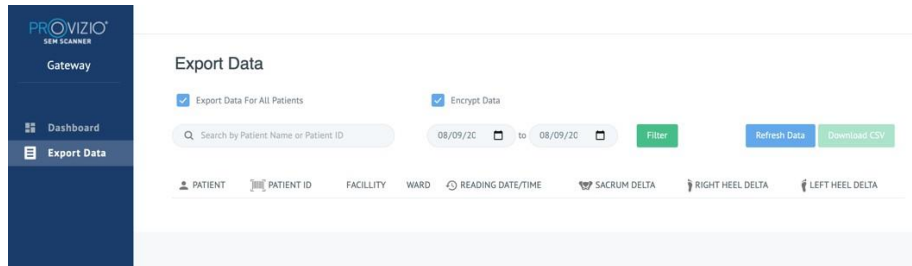 PROVIZIO®
SEM SCANNER
Gateway
Dashboard
Export Data
Export Data
Export Data For All Patients
Encrypt Data
Search by Patient Name or Patient ID
08/09/20 to 08/09/20
Filter
Refresh Data
Download CSV
PATIENT PATIENT ID FACILLITY WARD READING DATE/TIME SACRUM DELTA RIGHT HEEL DELTA LEFT HEEL DELTA